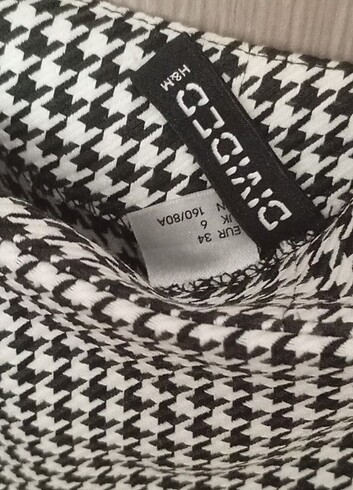 DIVIDED
H&M
EUR 34
UK 6
160/80A